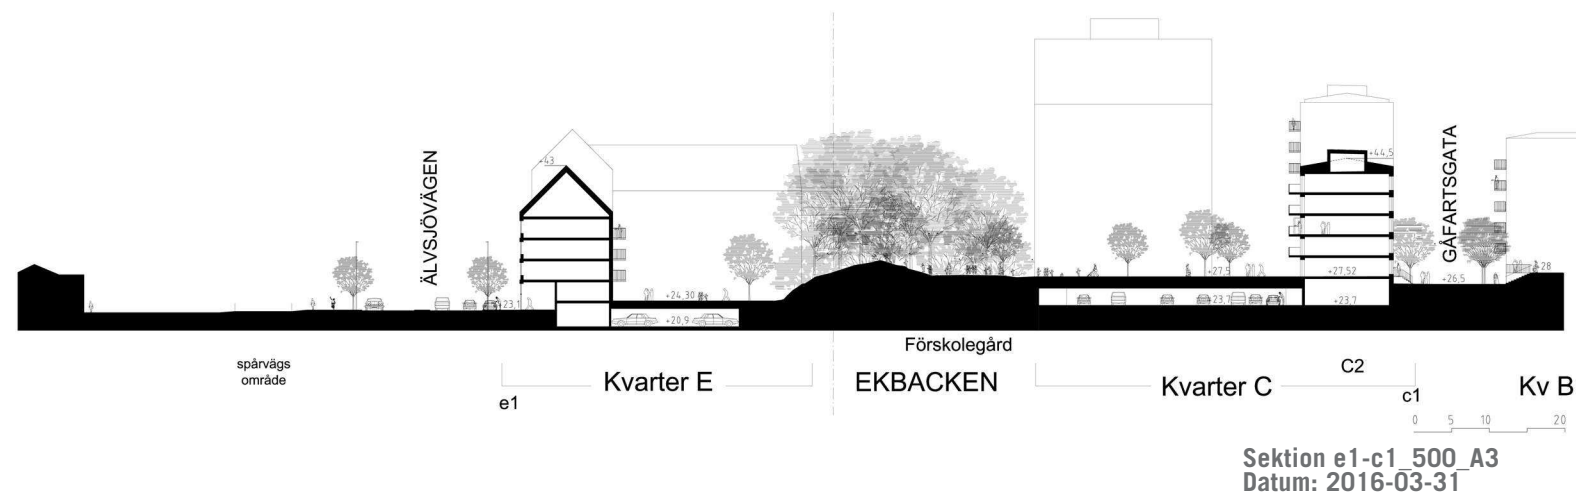 ÄLVSJÖVÄGEN
+43
+23,1
+24,30
+20,9
+44,5
+27,5
+27,52
+23,7
+23,7
GÅFARTSGATA
+26,5
+28
Förskolegård
spårvägs
område
Kvarter E
EKBACKEN
Kvarter C
C2
Kv B
e1
c1
0 5 10 20
Sektion e1-c1_500_A3
Datum: 2016-03-31